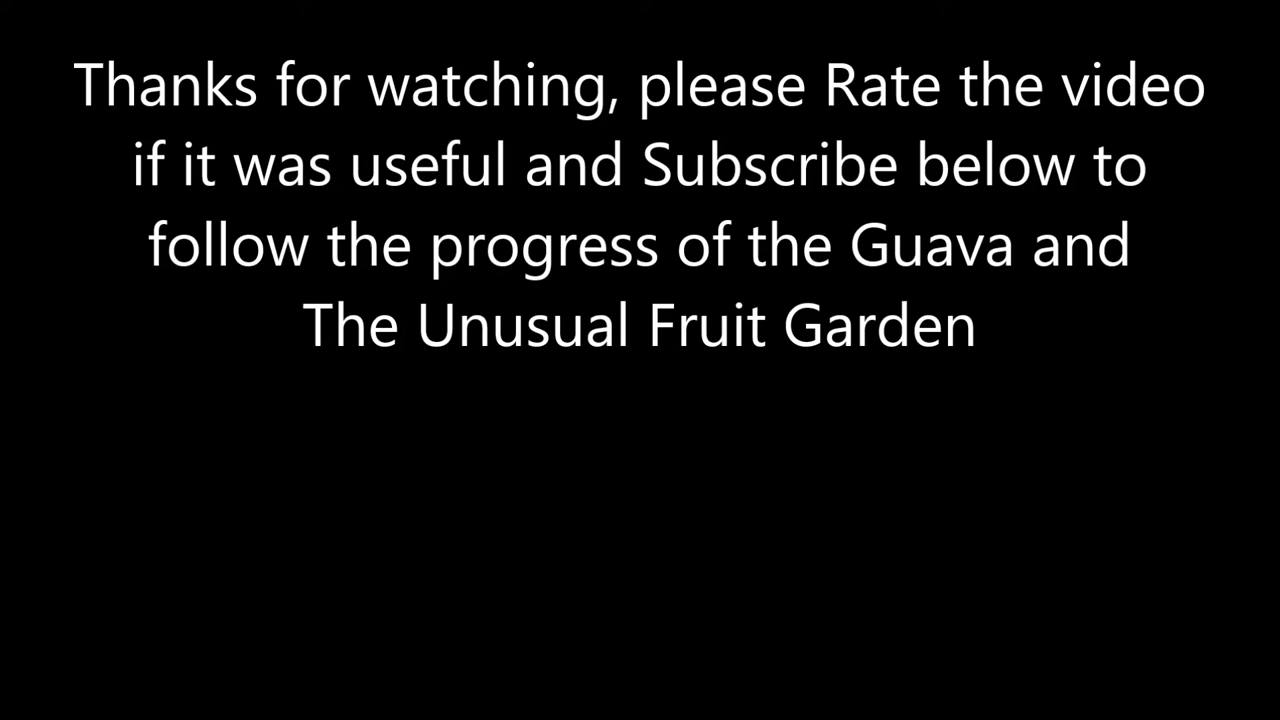 Thanks for watching, please Rate the video
if it was useful and Subscribe below to
follow the progress of the Guava and
The Unusual Fruit Garden